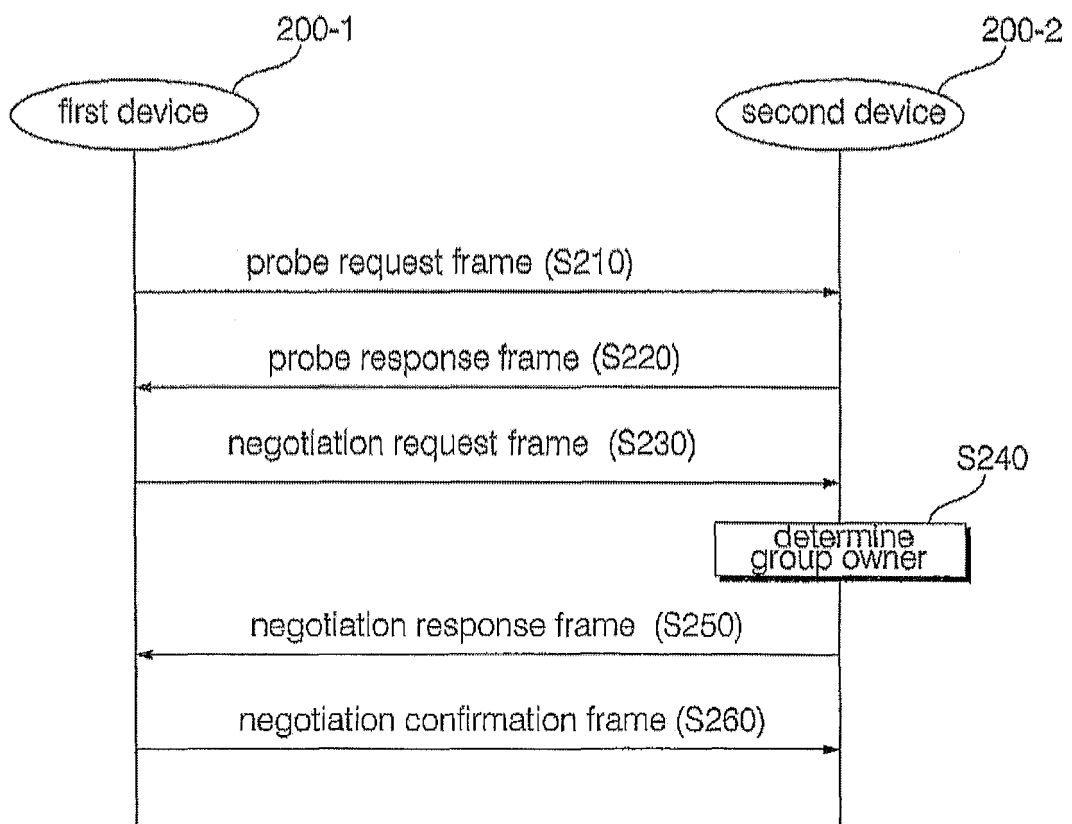 200-1
200-2
first device
second device
probe request frame (S210)
probe response frame (S220)
negotiation request frame (S230)
S240
determine
group owner
negotiation response frame (S250)
negotiation confirmation frame (S260)